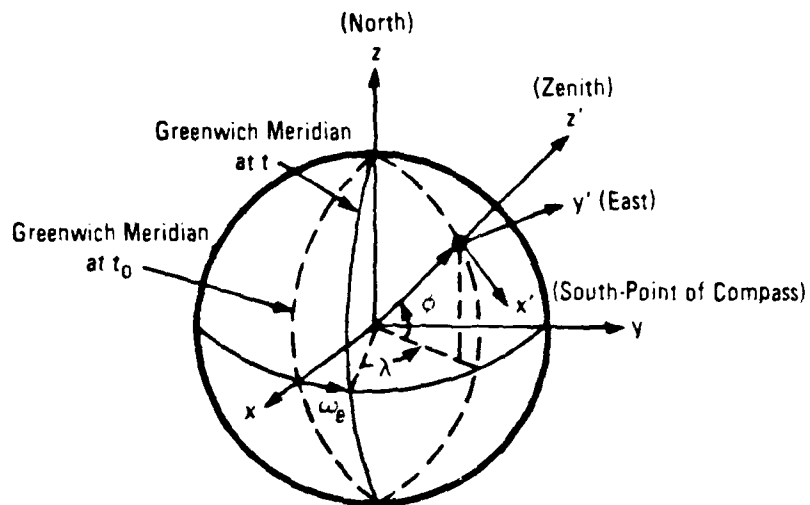 (North)
z
(Zenith)
z'
Greenwich Meridian
at t
y' (East)
Greenwich Meridian
at t₀
(South-Point of Compass)
x'
ϕ
y
λ
x
ωₑ